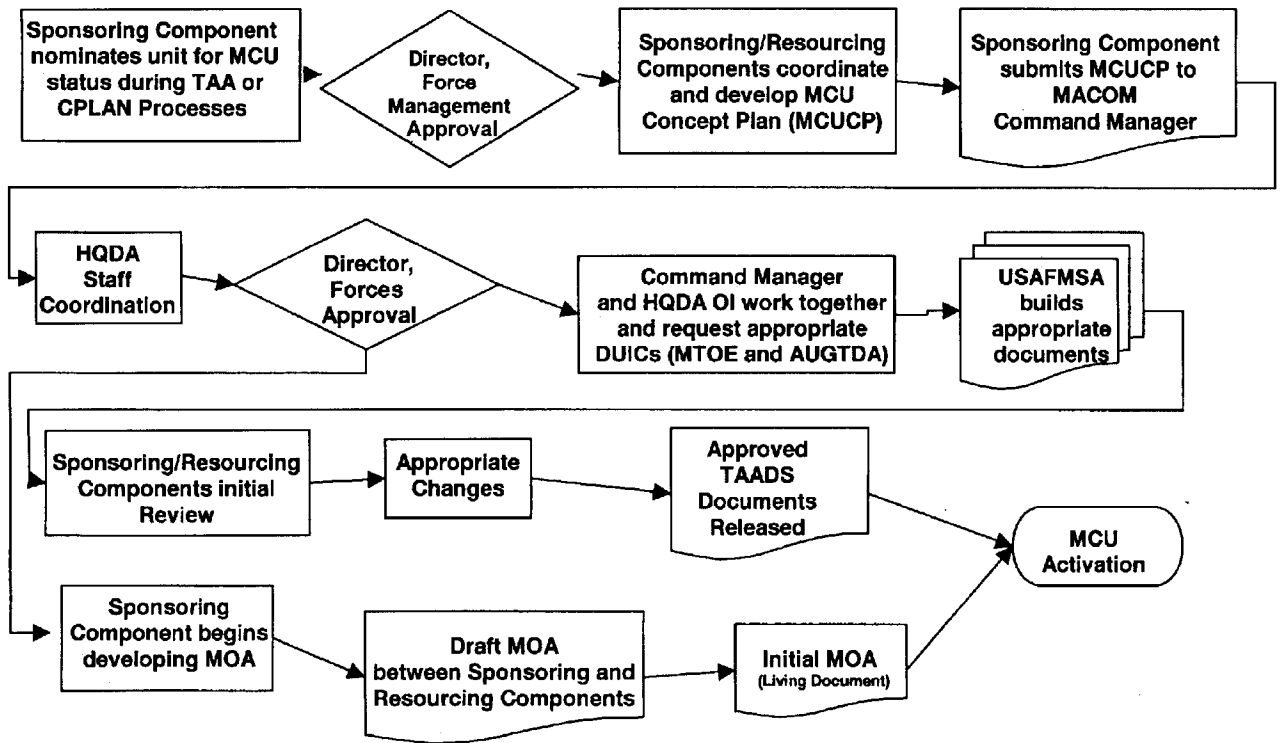 Sponsoring Component
nominates unit for MCU
status during TAA or
CPLAN Processes
Director,
Force
Management
Approval
Sponsoring/Resourcing
Components coordinate
and develop MCU
Concept Plan (MCUCP)
Sponsoring Component
submits MCUCP to
MACOM
Command Manager
HQDA
Staff
Coordination
Director,
Forces
Approval
Command Manager
and HQDA OI work together
and request appropriate
DUICs (MTOE and AUGTDA)
USAFMSA
builds
appropriate
documents
Sponsoring/Resourcing
Components initial
Review
Appropriate
Changes
Approved
TAADS
Documents
Released
MCU
Activation
Sponsoring
Component begins
developing MOA
Draft MOA
between Sponsoring and
Resourcing Components
Initial MOA
(Living Document)